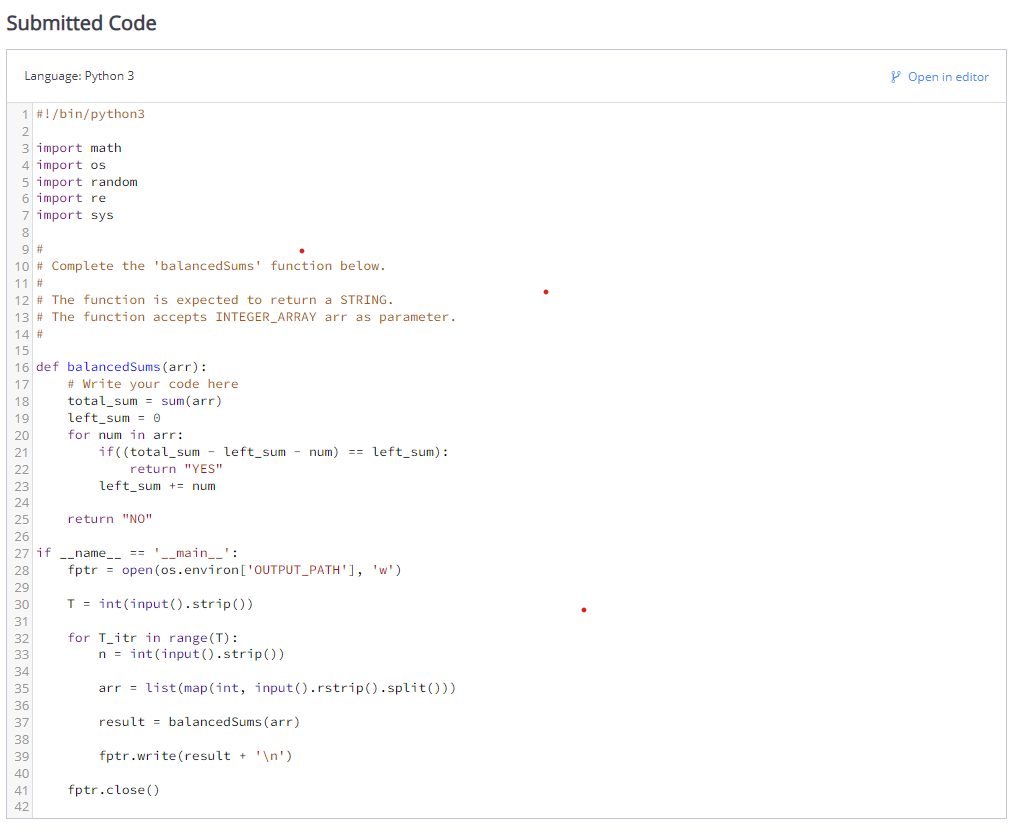 Submitted Code
Language: Python 3
Open in editor
1 #!/bin/python3
2
3 import math
4 import os
5 import random
6 import re
7 import sys
8
9 #
10 # Complete the 'balancedSums' function below.
11 #
12 # The function is expected to return a STRING.
13 # The function accepts INTEGER_ARRAY arr as parameter.
14 #
15
16 def balancedSums(arr):
17     # Write your code here
18     total_sum = sum(arr)
19     left_sum = 0
20     for num in arr:
21         if((total_sum - left_sum - num) == left_sum):
22             return "YES"
23         left_sum += num
24
25     return "NO"
26
27 if __name__ == '__main__':
28     fptr = open(os.environ['OUTPUT_PATH'], 'w')
29
30     T = int(input().strip())
31
32     for T_itr in range(T):
33         n = int(input().strip())
34
35         arr = list(map(int, input().rstrip().split()))
36
37         result = balancedSums(arr)
38
39         fptr.write(result + '\n')
40
41     fptr.close()
42